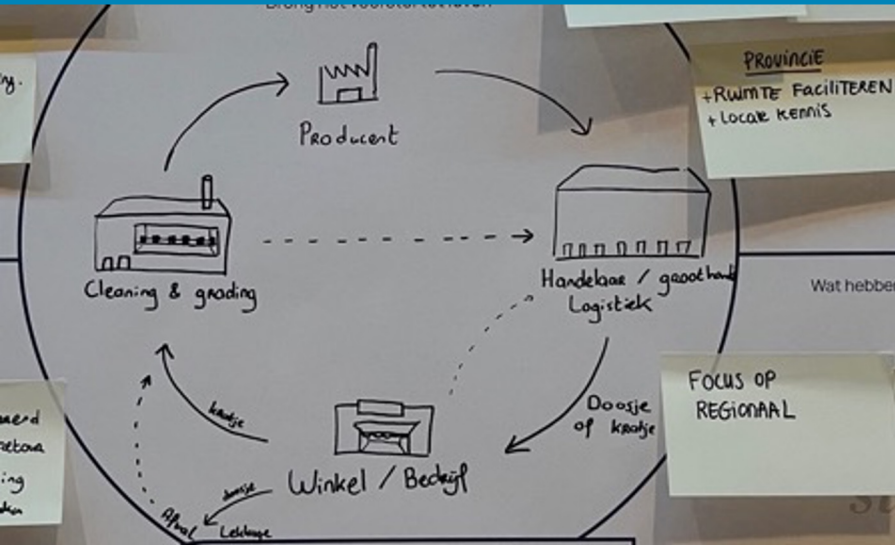 PROVINCIE
+ RUIMTE FACILITEREN
+ LOCALE KENNIS
Producent
Cleaning & grading
Handelaar / groothandel
Logistiek
Wat hebben
FOCUS OP
REGIONAAL
Doosje
of kratje
kratje
Winkel / Bedrijf
doosje
Afval
Lekkage